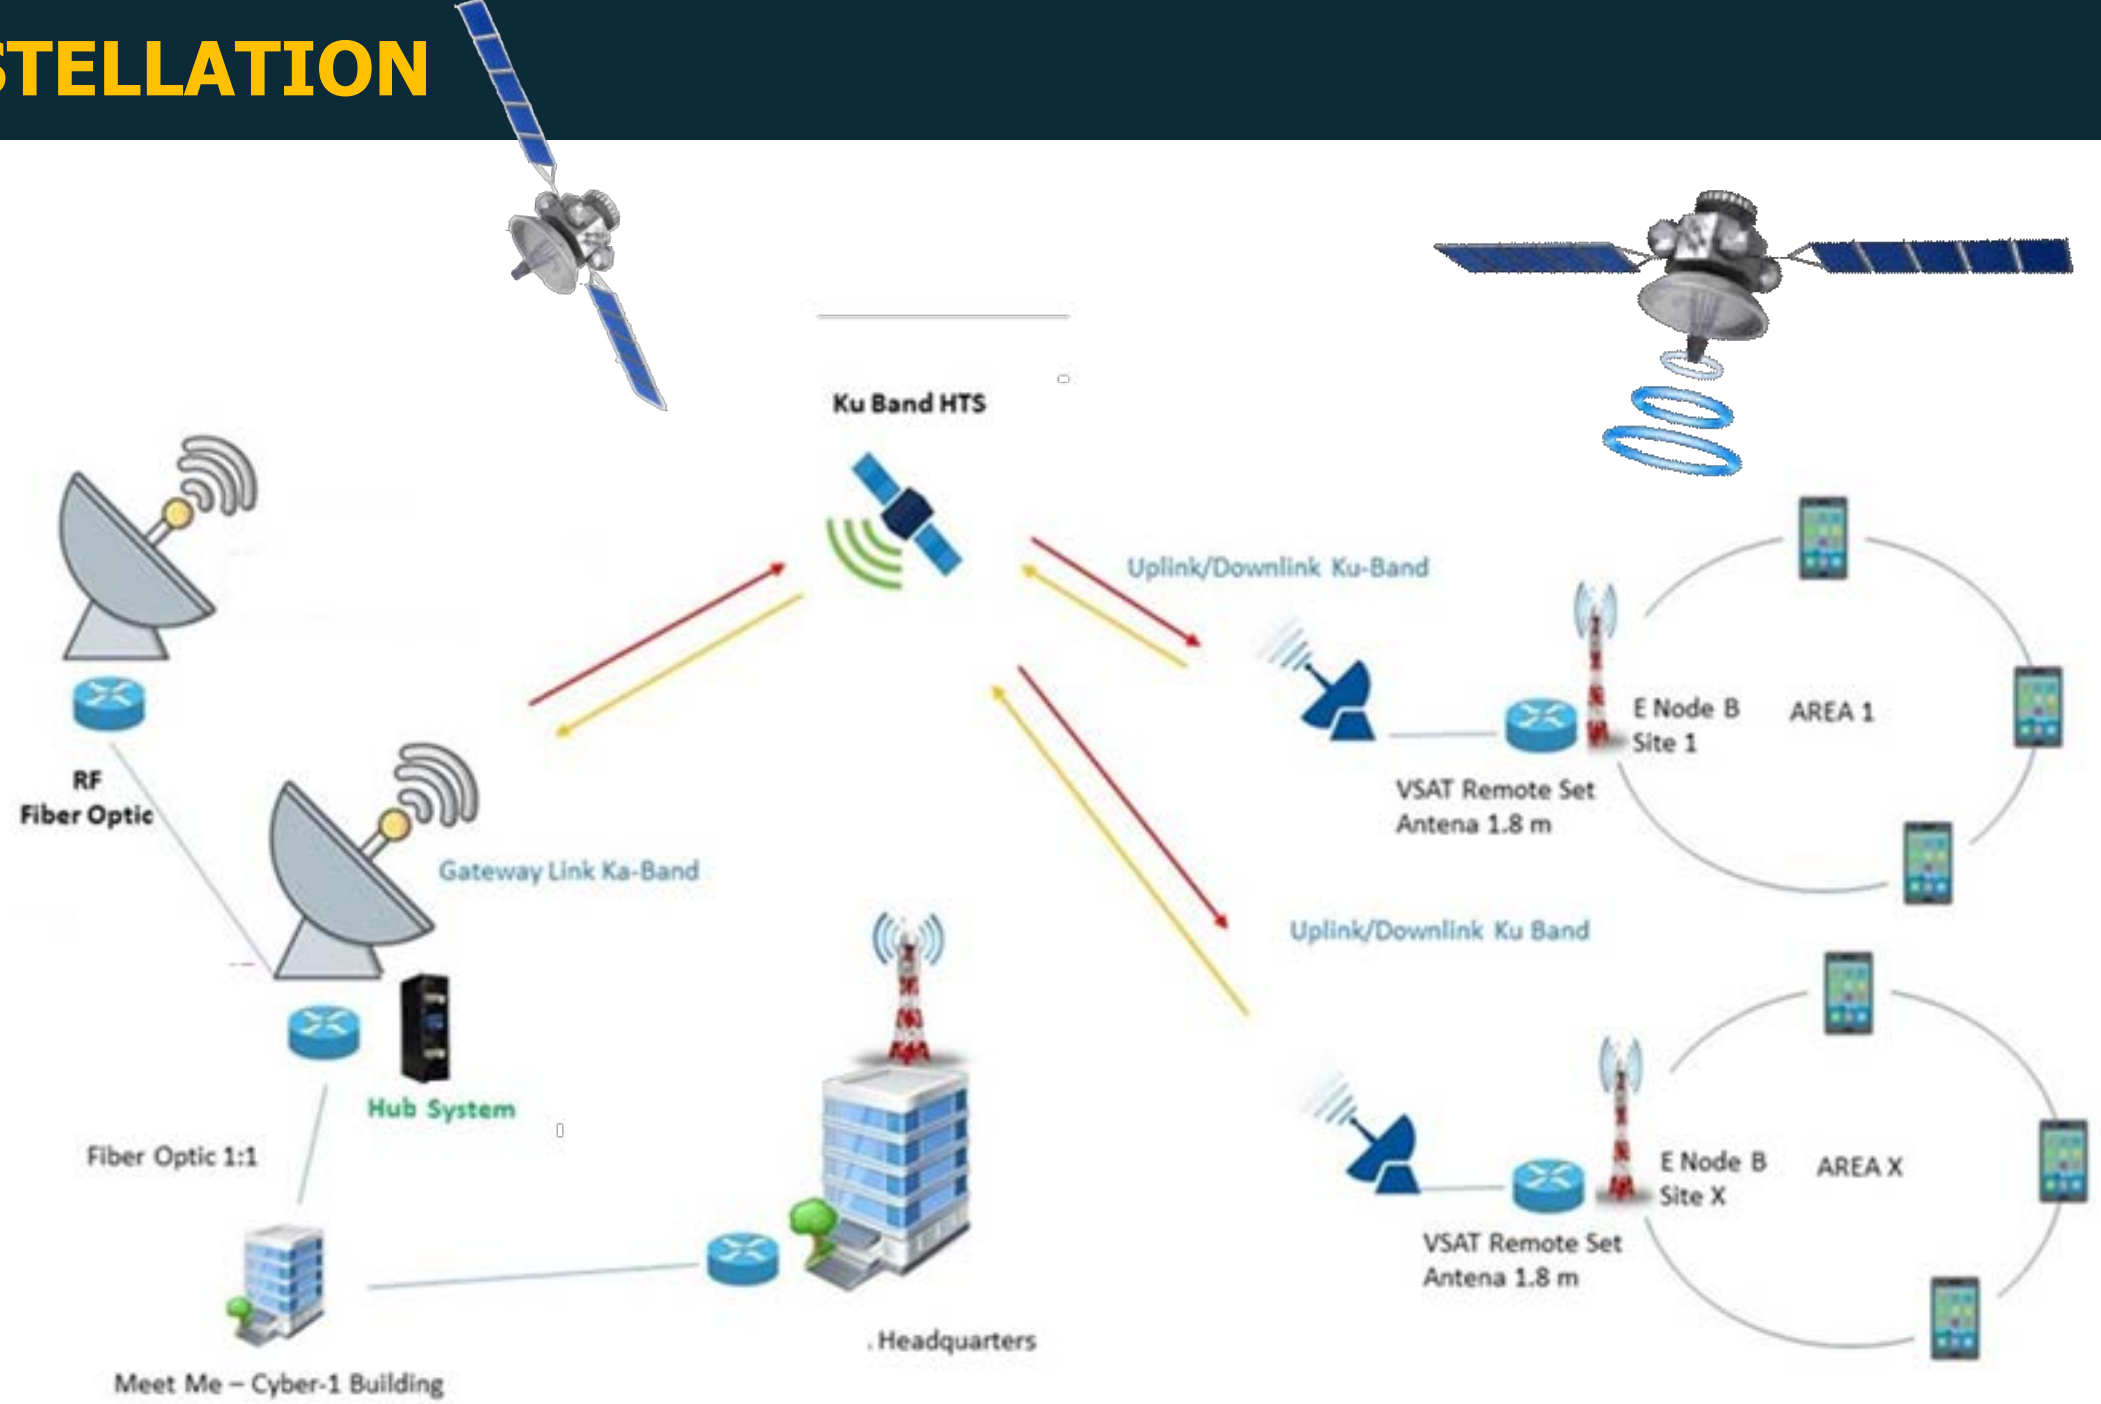 STELLATION
Ku Band HTS
Uplink/Downlink Ku-Band
E Node B
Site 1
AREA 1
RF
Fiber Optic
VSAT Remote Set
Antena 1.8 m
Gateway Link Ka-Band
Uplink/Downlink Ku Band
Hub System
Fiber Optic 1:1
E Node B
Site X
AREA X
VSAT Remote Set
Antena 1.8 m
. Headquarters
Meet Me – Cyber-1 Building